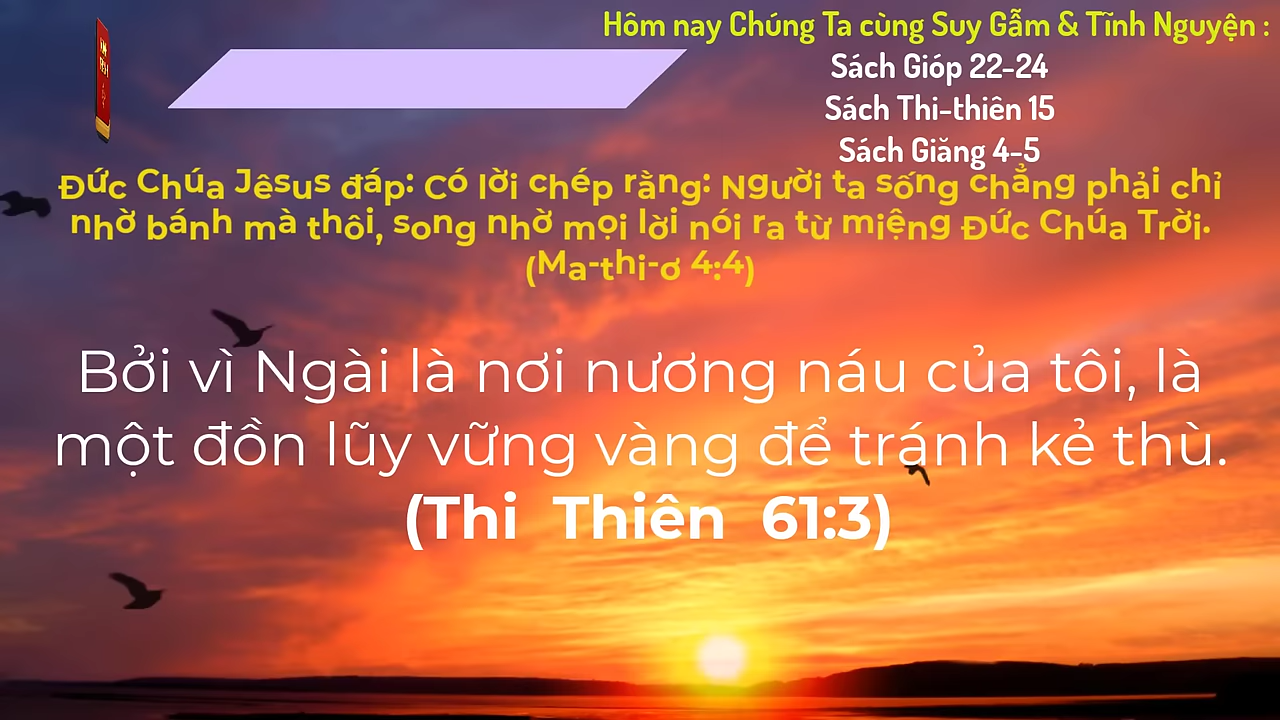 Hôm nay Chúng Ta cùng Suy Gẫm & Tĩnh Nguyện :
Sách Gióp 22-24
Sách Thi-thiên 15
Sách Giăng 4-5
Đức Chúa Jêsus đáp: Có lời chép rằng: Người ta sống chẳng phải chỉ
nhờ bánh mà thôi, song nhờ mọi lời nói ra từ miệng Đức Chúa Trời.
(Ma-thi-ơ 4:4)
Bởi vì Ngài là nơi nương náu của tôi, là
một đồn lũy vững vàng để tránh kẻ thù.
(Thi Thiên 61:3)